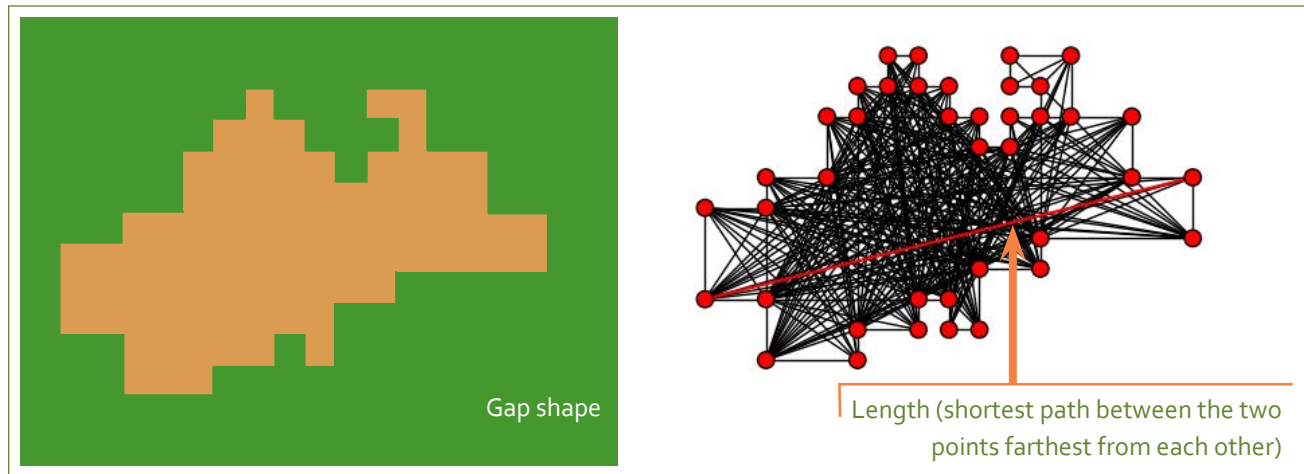 Gap shape
Length (shortest path between the two
points farthest from each other)